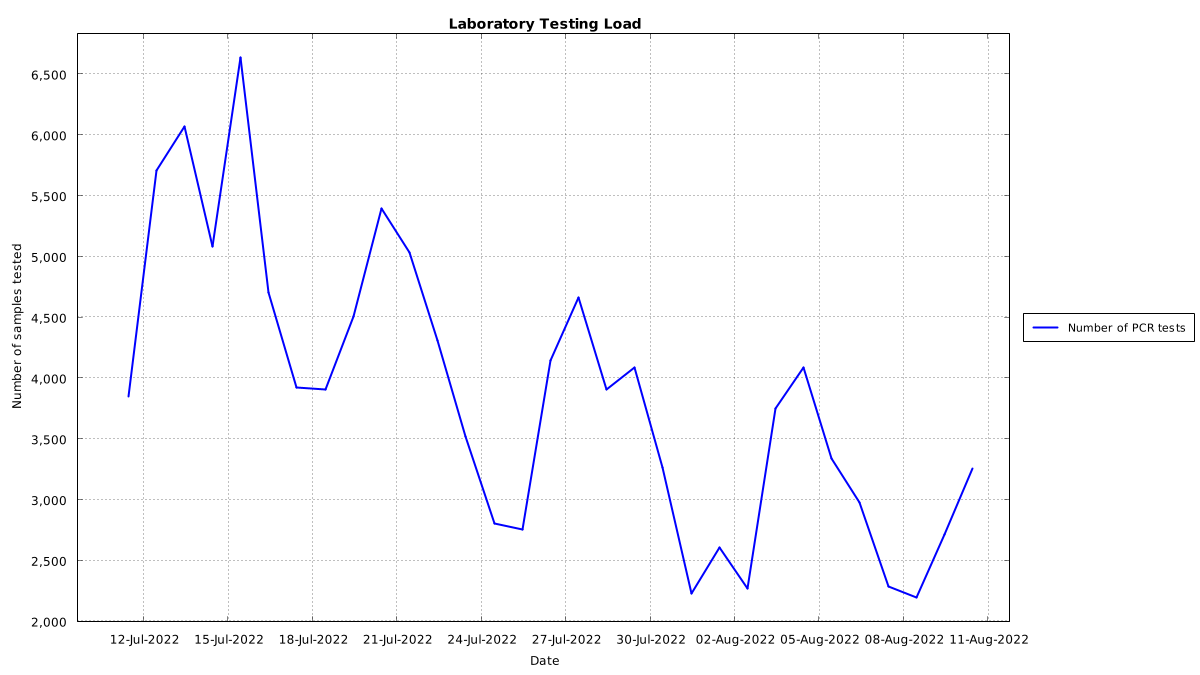 Laboratory Testing Load
Number of samples tested
6,500
6,000
5,500
5,000
4,500
4,000
3,500
3,000
2,500
2,000
12-Jul-2022 15-Jul-2022 18-Jul-2022 21-Jul-2022 24-Jul-2022 27-Jul-2022 30-Jul-2022 02-Aug-2022 05-Aug-2022 08-Aug-2022 11-Aug-2022
Date
Number of PCR tests